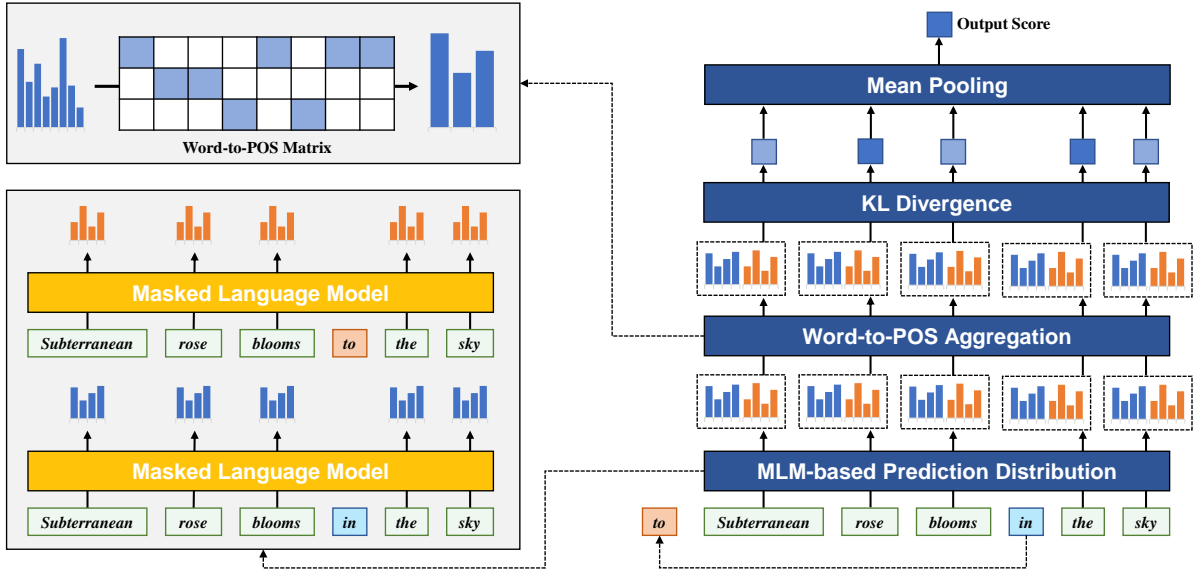 Word-to-POS Matrix
Masked Language Model
Subterranean rose blooms to the sky
Masked Language Model
Subterranean rose blooms in the sky
Output Score
Mean Pooling
KL Divergence
Word-to-POS Aggregation
MLM-based Prediction Distribution
to Subterranean rose blooms in the sky